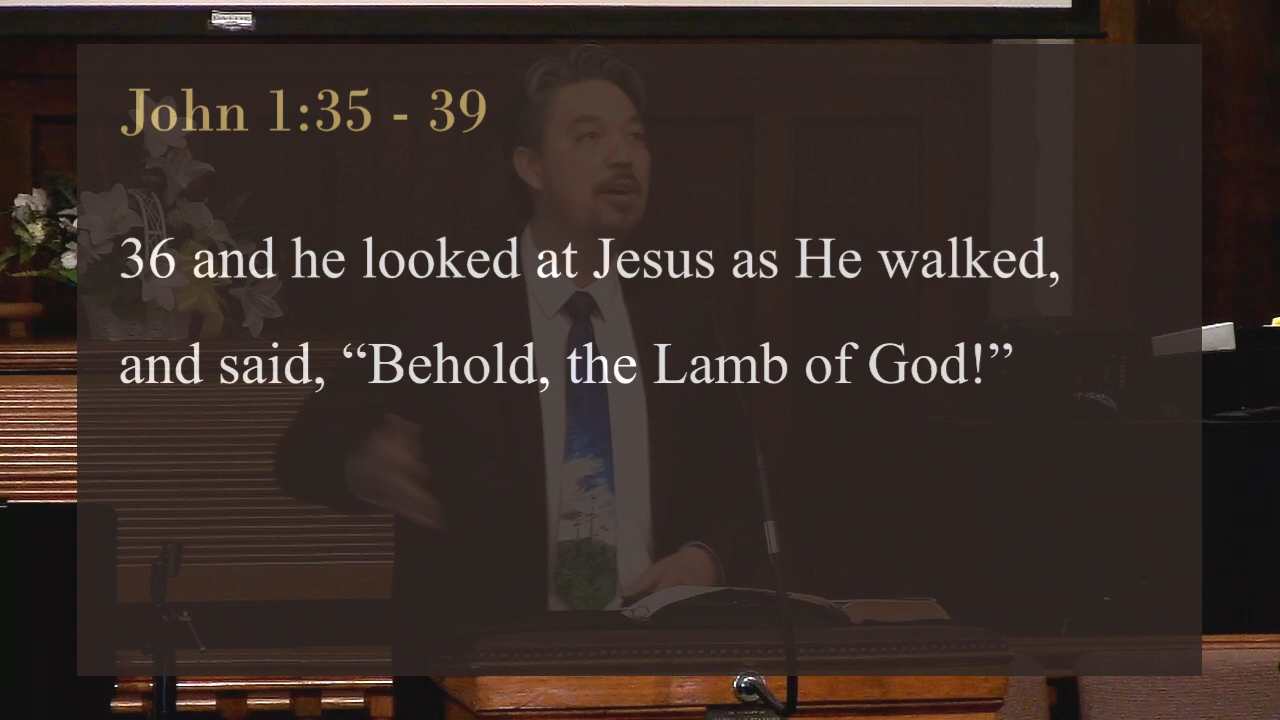 John 1:35 - 39
36 and he looked at Jesus as He walked,
and said, “Behold, the Lamb of God!”